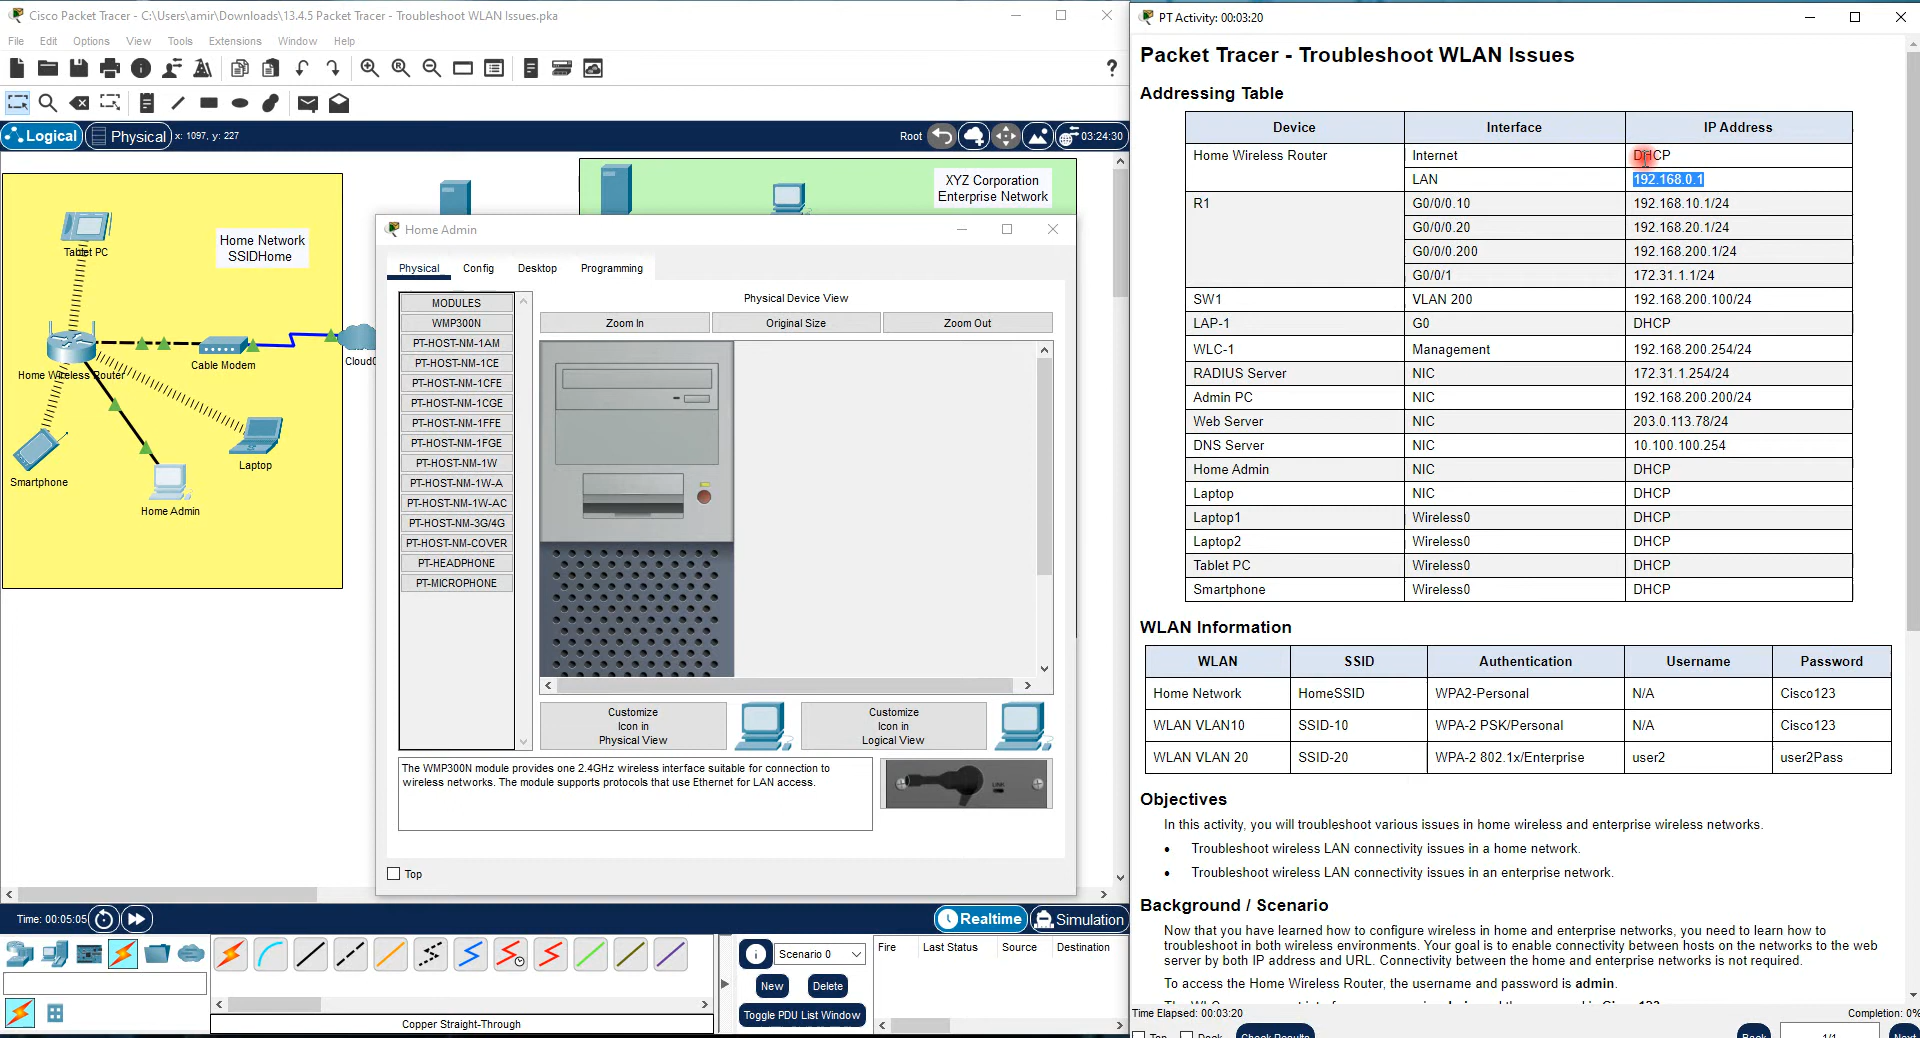 Cisco Packet Tracer - C:\Users\amir\Downloads\13.4.5 Packet Tracer - Troubleshoot WLAN Issues.pka
File Edit Options View Tools Extensions Window Help
Logical Physical x: 1097, y: 227 Root 03:24:30
Home Network
SSIDHome
Tablet PC
Home Wireless Router
Cable Modem
Cloud
Smartphone
Laptop
Home Admin
XYZ Corporation
Enterprise Network
Home Admin
Physical Config Desktop Programming
MODULES
WMP300N
PT-HOST-NM-1AM
PT-HOST-NM-1CE
PT-HOST-NM-1CFE
PT-HOST-NM-1CGE
PT-HOST-NM-1FFE
PT-HOST-NM-1FGE
PT-HOST-NM-1W
PT-HOST-NM-1W-A
PT-HOST-NM-1W-AC
PT-HOST-NM-3G/4G
PT-HOST-NM-COVER
PT-HEADPHONE
PT-MICROPHONE
Physical Device View
Zoom In Original Size Zoom Out
Customize
Icon in
Physical View
Customize
Icon in
Logical View
The WMP300N module provides one 2.4GHz wireless interface suitable for connection to
wireless networks. The module supports protocols that use Ethernet for LAN access.
Top
Time: 00:05:05
Realtime Simulation
Scenario 0
New Delete
Toggle PDU List Window
Fire Last Status Source Destination
Copper Straight-Through
PT Activity: 00:03:20
Packet Tracer - Troubleshoot WLAN Issues
Addressing Table
Device Interface IP Address
Home Wireless Router Internet DHCP
LAN 192.168.0.1
R1 G0/0/0.10 192.168.10.1/24
G0/0/0.20 192.168.20.1/24
G0/0/0.200 192.168.200.1/24
G0/0/1 172.31.1.1/24
SW1 VLAN 200 192.168.200.100/24
LAP-1 G0 DHCP
WLC-1 Management 192.168.200.254/24
RADIUS Server NIC 172.31.1.254/24
Admin PC NIC 192.168.200.200/24
Web Server NIC 203.0.113.78/24
DNS Server NIC 10.100.100.254
Home Admin NIC DHCP
Laptop NIC DHCP
Laptop1 Wireless0 DHCP
Laptop2 Wireless0 DHCP
Tablet PC Wireless0 DHCP
Smartphone Wireless0 DHCP
WLAN Information
WLAN SSID Authentication Username Password
Home Network HomeSSID WPA2-Personal N/A Cisco123
WLAN VLAN10 SSID-10 WPA-2 PSK/Personal N/A Cisco123
WLAN VLAN 20 SSID-20 WPA-2 802.1x/Enterprise user2 user2Pass
Objectives
In this activity, you will troubleshoot various issues in home wireless and enterprise wireless networks.
• Troubleshoot wireless LAN connectivity issues in a home network.
• Troubleshoot wireless LAN connectivity issues in an enterprise network.
Background / Scenario
Now that you have learned how to configure wireless in home and enterprise networks, you need to learn how to
troubleshoot in both wireless environments. Your goal is to enable connectivity between hosts on the networks to the web
server by both IP address and URL. Connectivity between the home and enterprise networks is not required.
To access the Home Wireless Router, the username and password is admin.
Time Elapsed: 00:03:20 Completion: 0%
Top Dock Check Results Back 1/1 Next